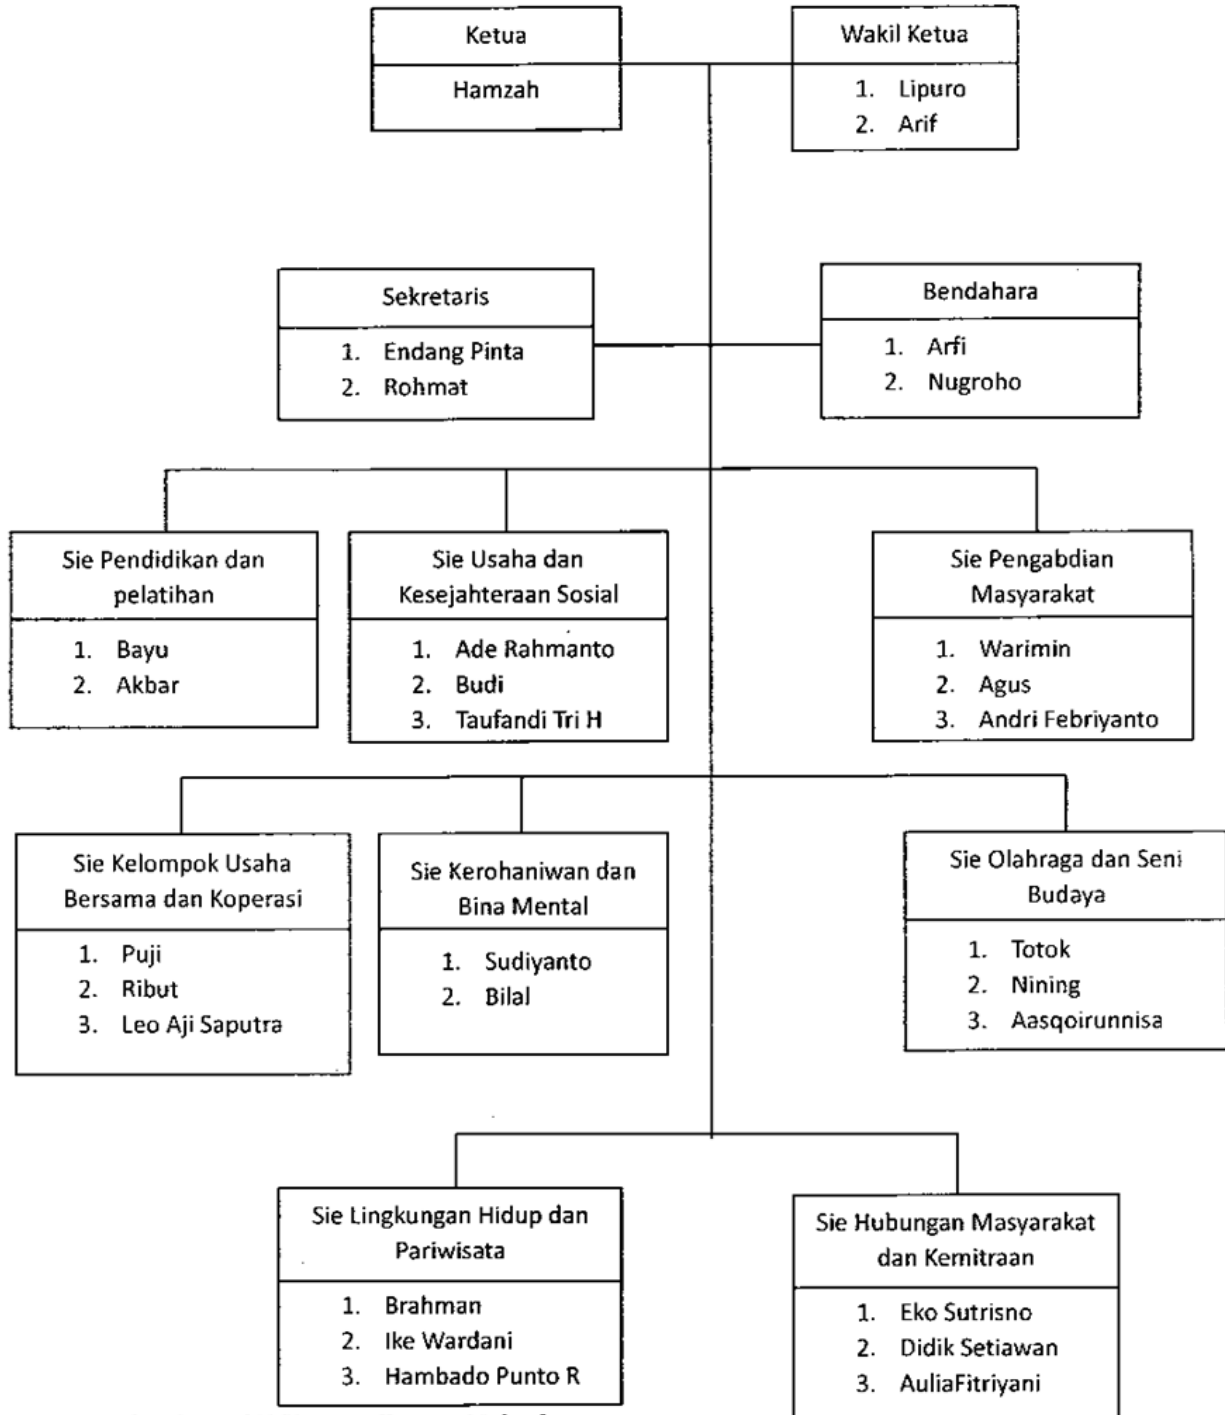 Ketua
Hamzah
Wakil Ketua
1. Lipuro
2. Arif
Sekretaris
1. Endang Pinta
2. Rohmat
Bendahara
1. Arfi
2. Nugroho
Sie Pendidikan dan
pelatihan
1. Bayu
2. Akbar
Sie Usaha dan
Kesejahteraan Sosial
1. Ade Rahmanto
2. Budi
3. Taufandi Tri H
Sie Pengabdian
Masyarakat
1. Warimin
2. Agus
3. Andri Febriyanto
Sie Kelompok Usaha
Bersama dan Koperasi
1. Puji
2. Ribut
3. Leo Aji Saputra
Sie Kerohaniwan dan
Bina Mental
1. Sudiyanto
2. Bilal
Sie Olahraga dan Seni
Budaya
1. Totok
2. Nining
3. Aasqoirunnisa
Sie Lingkungan Hidup dan
Pariwisata
1. Brahman
2. Ike Wardani
3. Hambado Punto R
Sie Hubungan Masyarakat
dan Kemitraan
1. Eko Sutrisno
2. Didik Setiawan
3. AuliaFitriyani